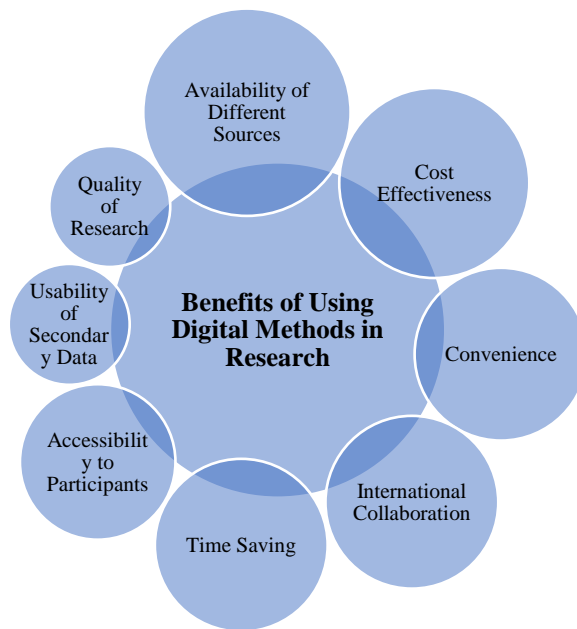 Availability of
Different
Sources
Cost
Effectiveness
Convenience
International
Collaboration
Time Saving
Accessibilit
y to
Participants
Usability
of
Secondar
y Data
Quality
of
Research
Benefits of Using
Digital Methods in
Research